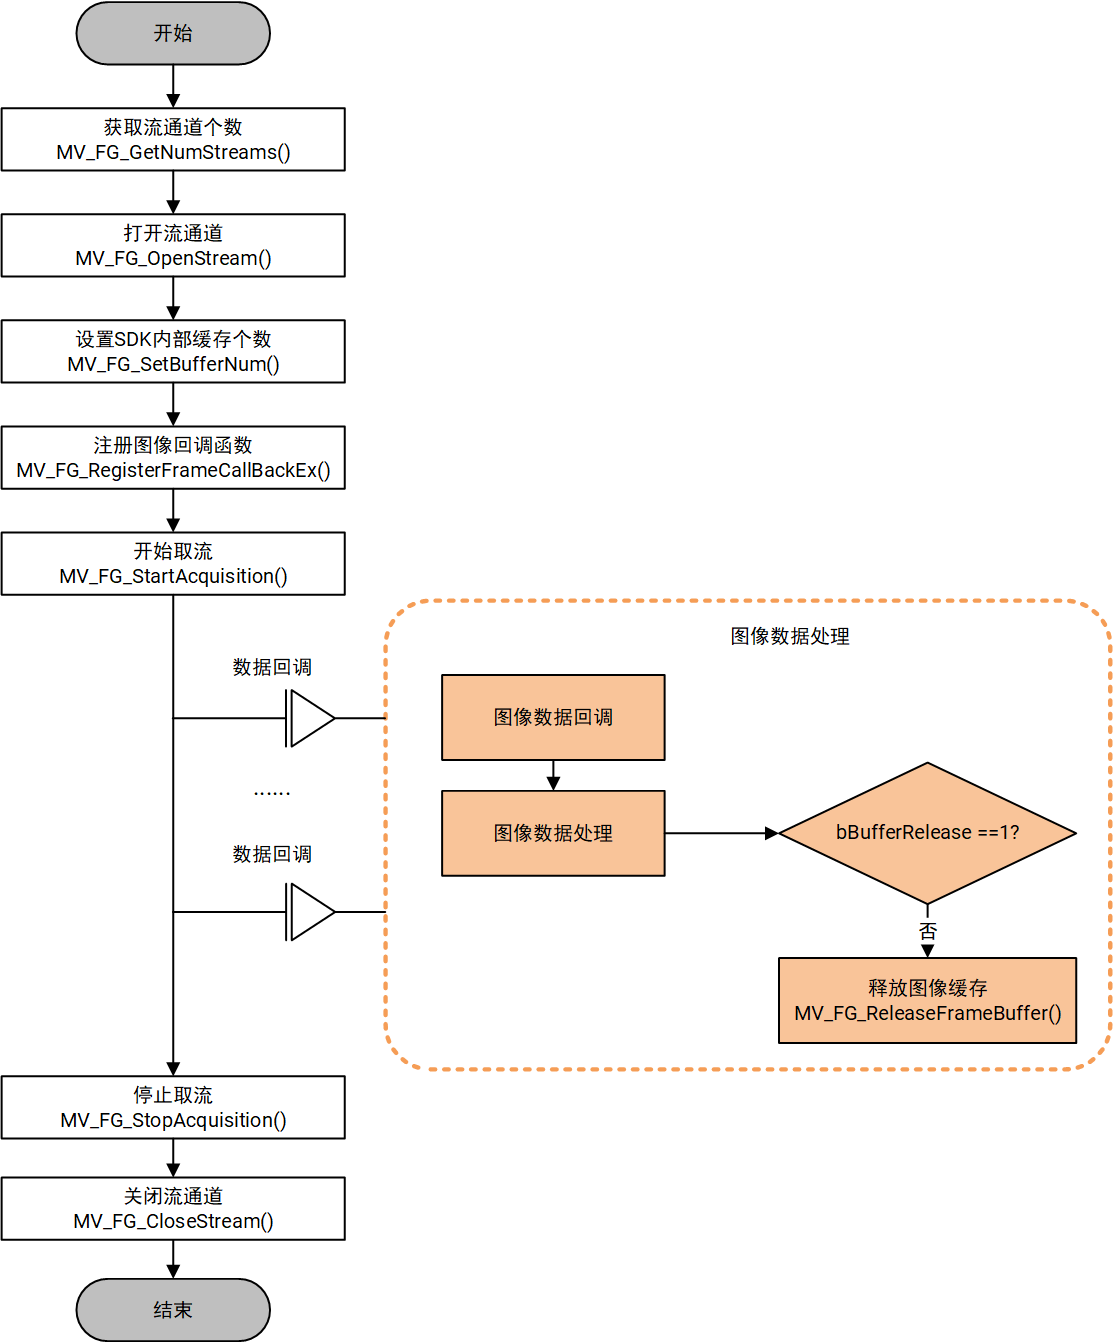 开始
获取流通道个数
MV_FG_GetNumStreams()
打开流通道
MV_FG_OpenStream()
设置SDK内部缓存个数
MV_FG_SetBufferNum()
注册图像回调函数
MV_FG_RegisterFrameCallBackEx()
开始取流
MV_FG_StartAcquisition()
数据回调
......
数据回调
图像数据处理
图像数据回调
图像数据处理
bBufferRelease ==1?
否
释放图像缓存
MV_FG_ReleaseFrameBuffer()
停止取流
MV_FG_StopAcquisition()
关闭流通道
MV_FG_CloseStream()
结束